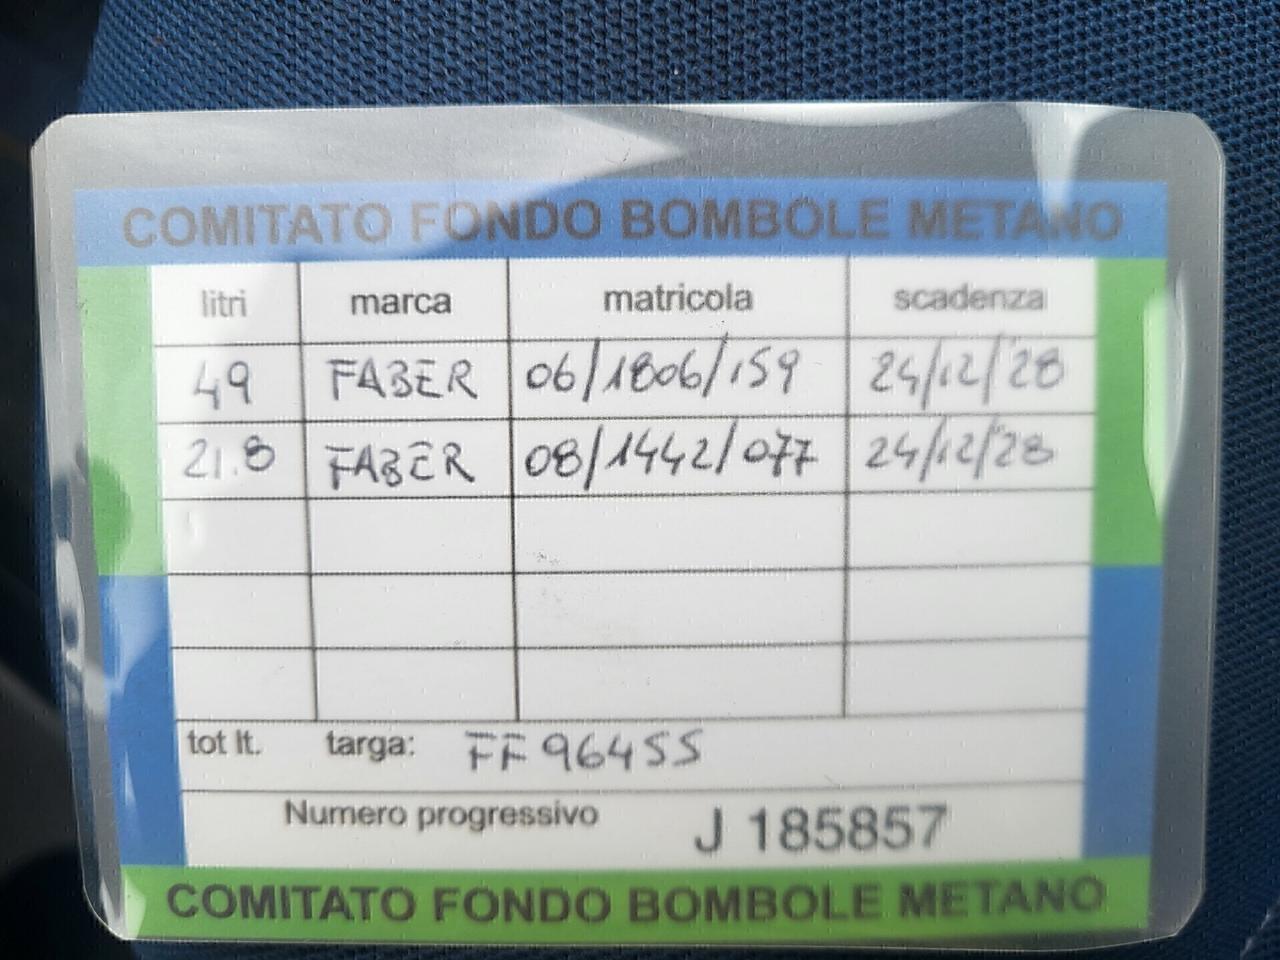 COMITATO FONDO BOMBOLE METANO
litri marca matricola scadenza
49 FABER 06/1806/159 24/12/28
21.8 FABER 08/1442/077 24/12/28
tot lt. targa: FF964SS
Numero progressivo J 185857
COMITATO FONDO BOMBOLE METANO